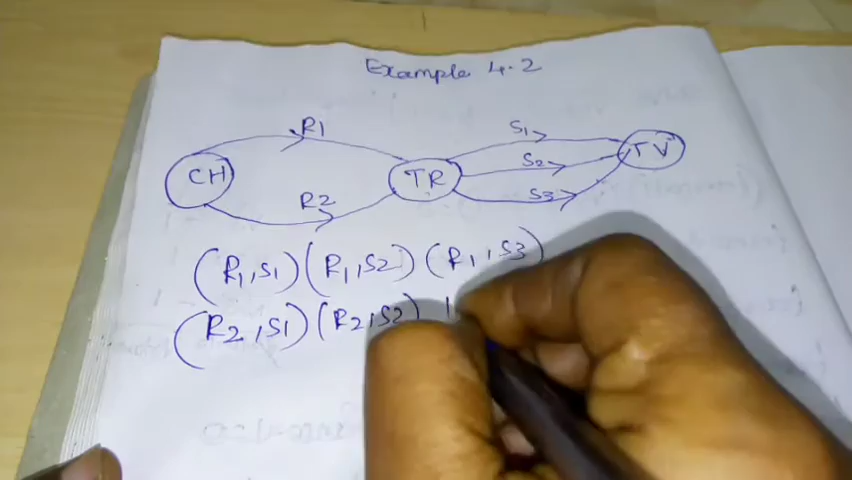 Example 4.2
R1 S1
CH TR S2 TV
R2 S3
(R1,S1) (R1,S2) (R1,S3)
(R2,S1) (R2,S2)